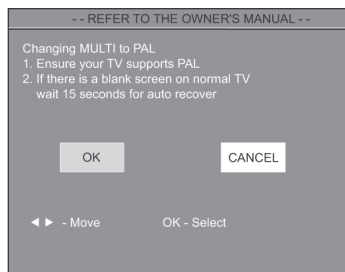 - - REFER TO THE OWNER'S MANUAL - -
Changing MULTI to PAL
1. Ensure your TV supports PAL
2. If there is a blank screen on normal TV
wait 15 seconds for auto recover
OK CANCEL
◀ ▶ - Move OK - Select